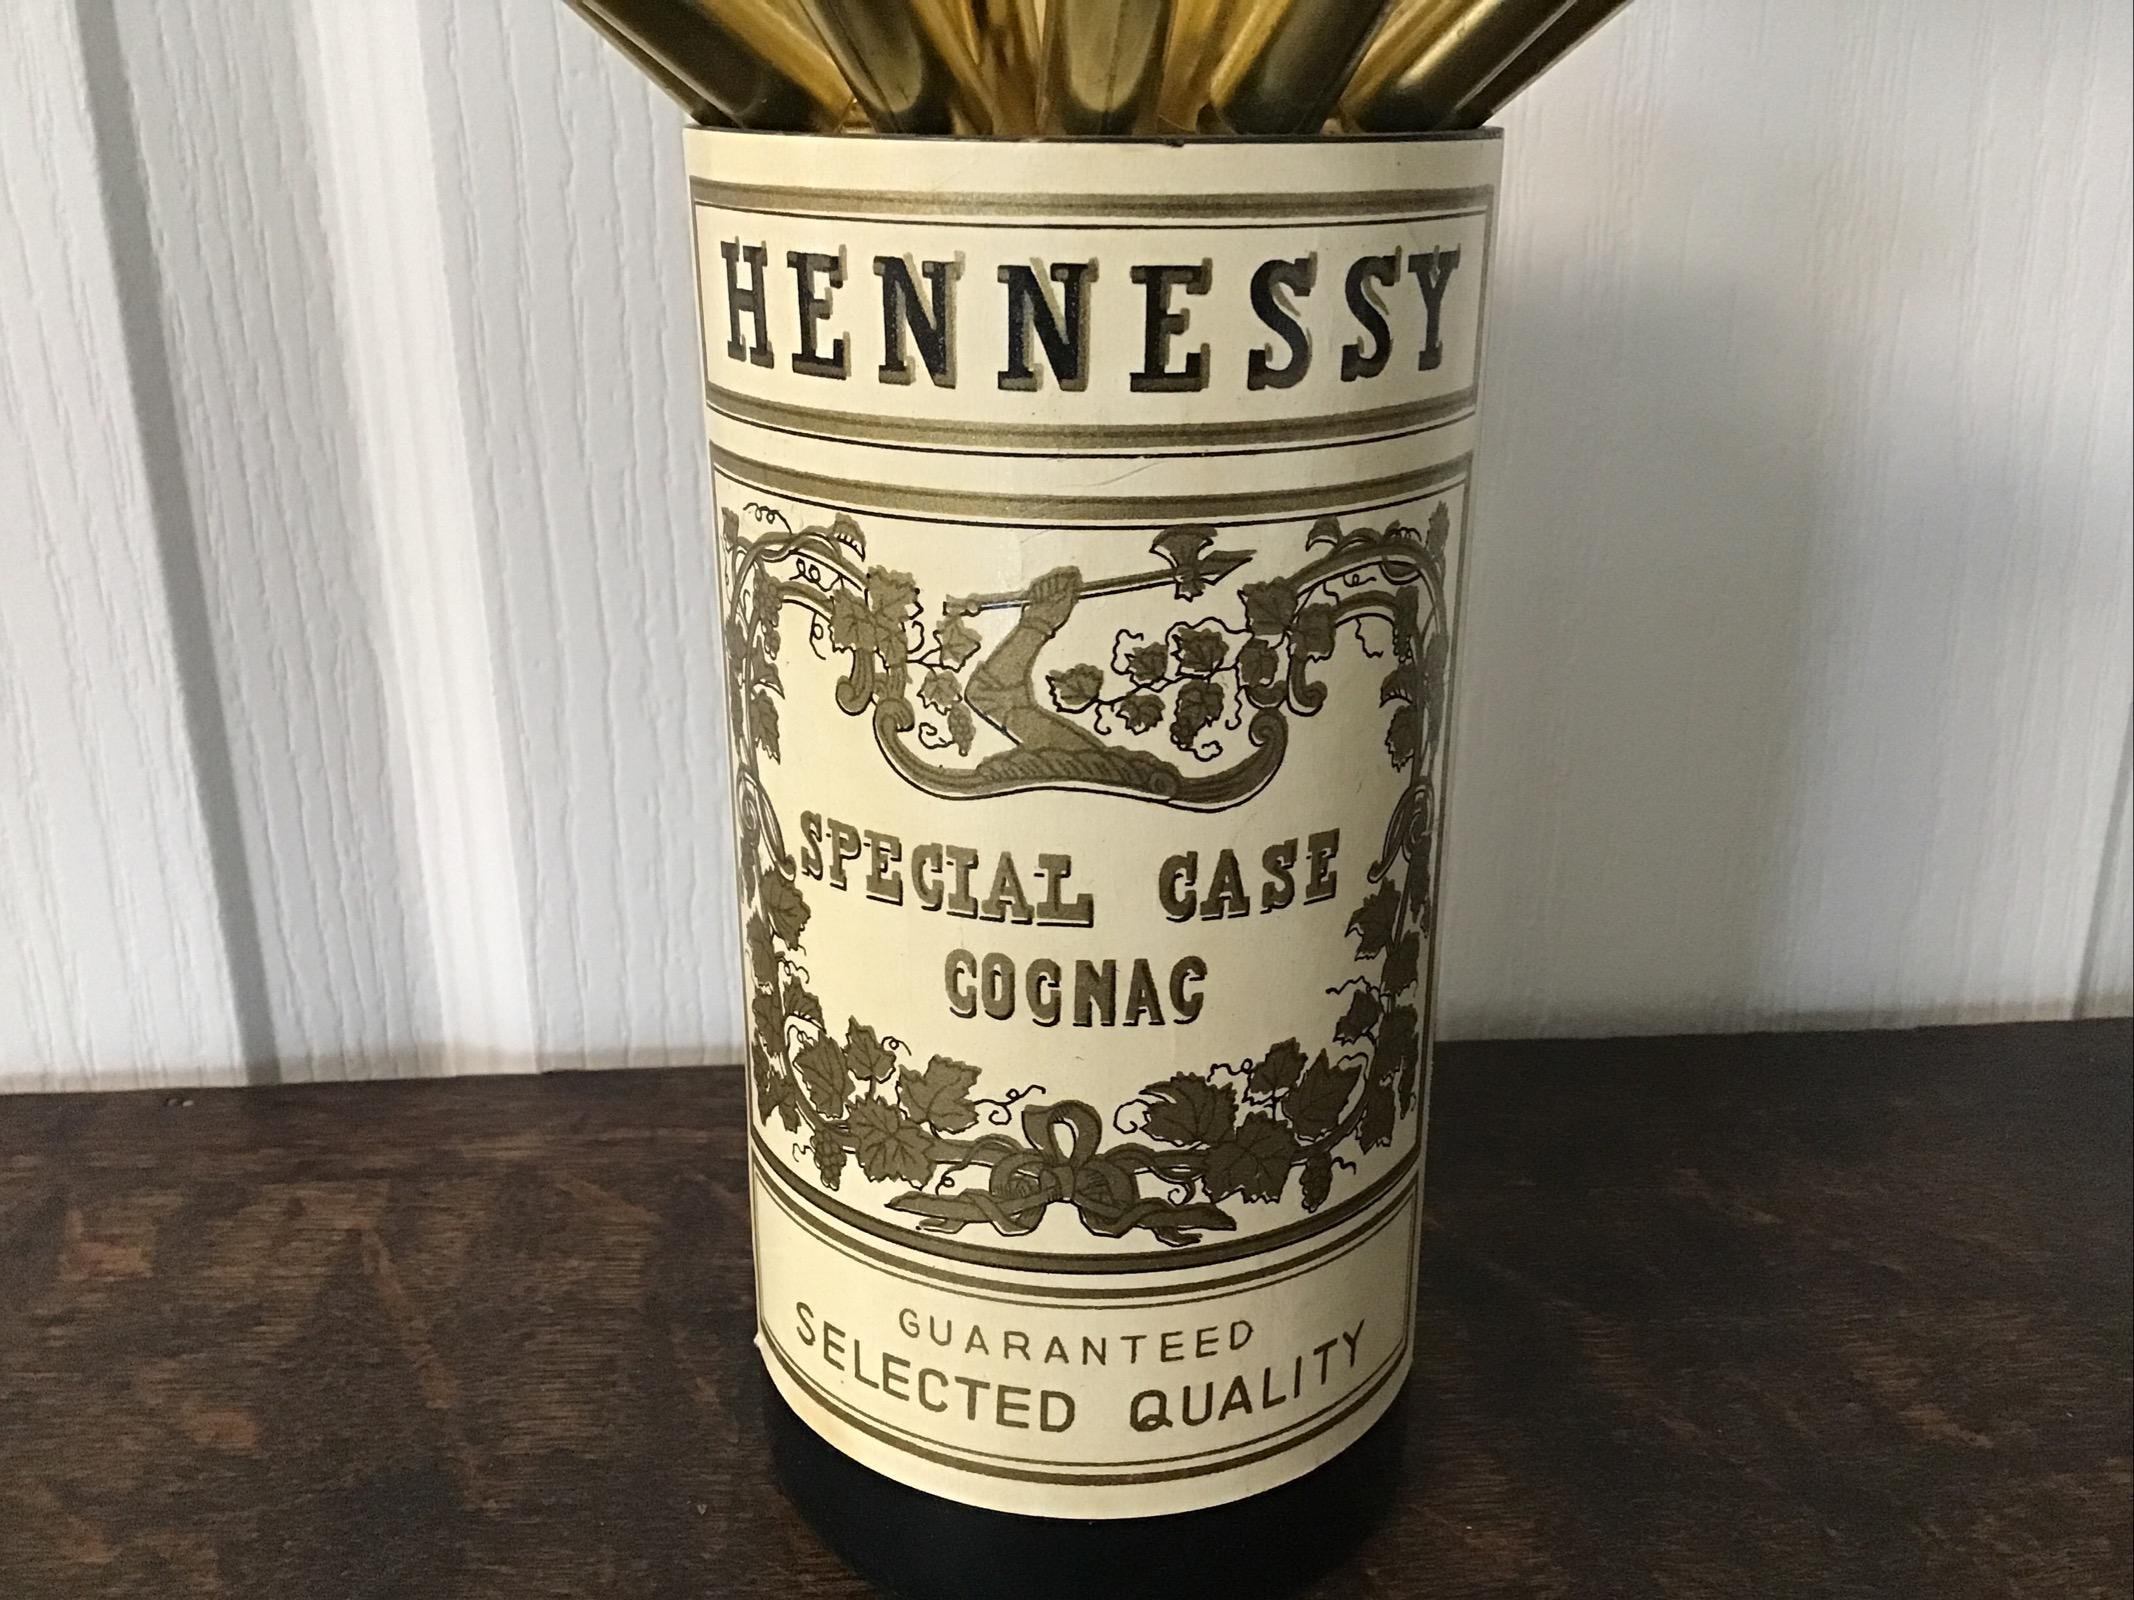 HENNESSY
SPECIAL CASE
COGNAC
GUARANTEED
SELECTED QUALITY